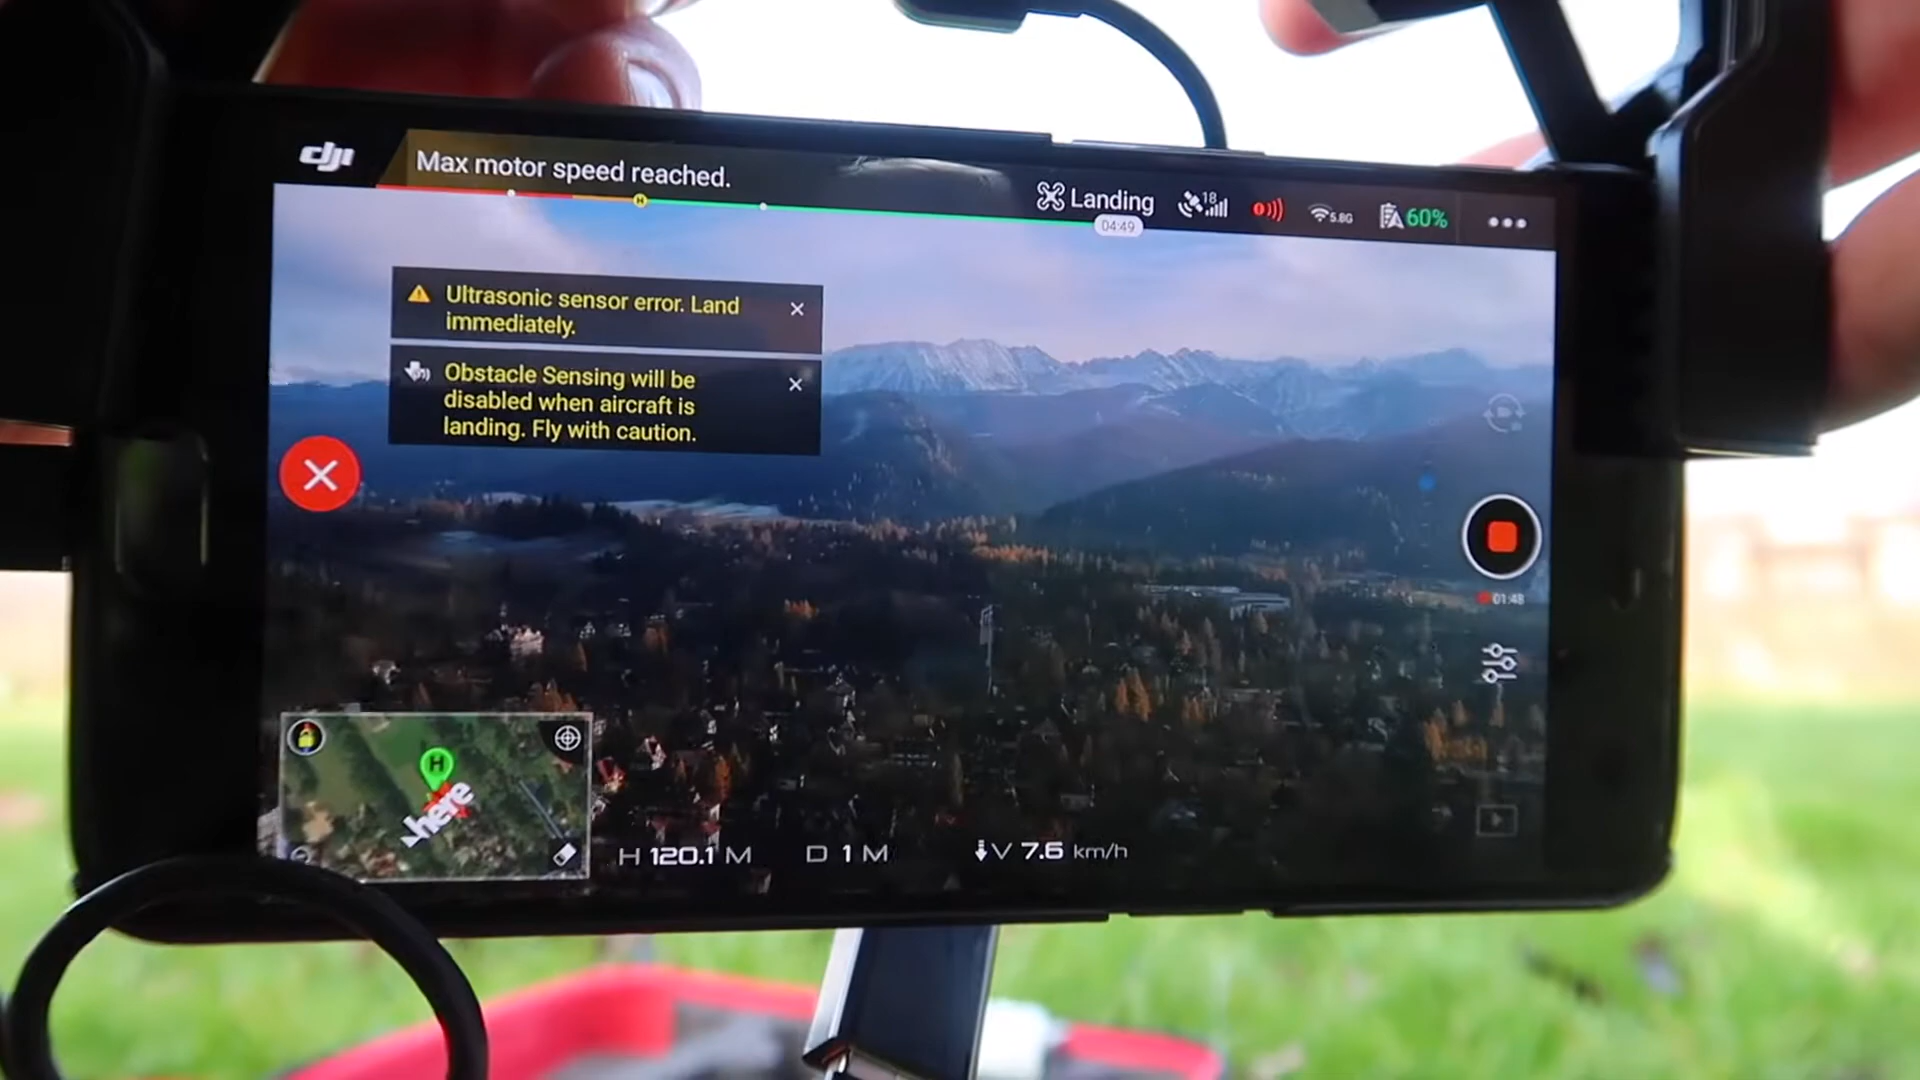 dji
Max motor speed reached.
Landing
18
5.8G
60%
04:49
Ultrasonic sensor error. Land
immediately.
Obstacle Sensing will be
disabled when aircraft is
landing. Fly with caution.
01:48
H
here
H 120.1 M
D 1 M
V 7.6 km/h